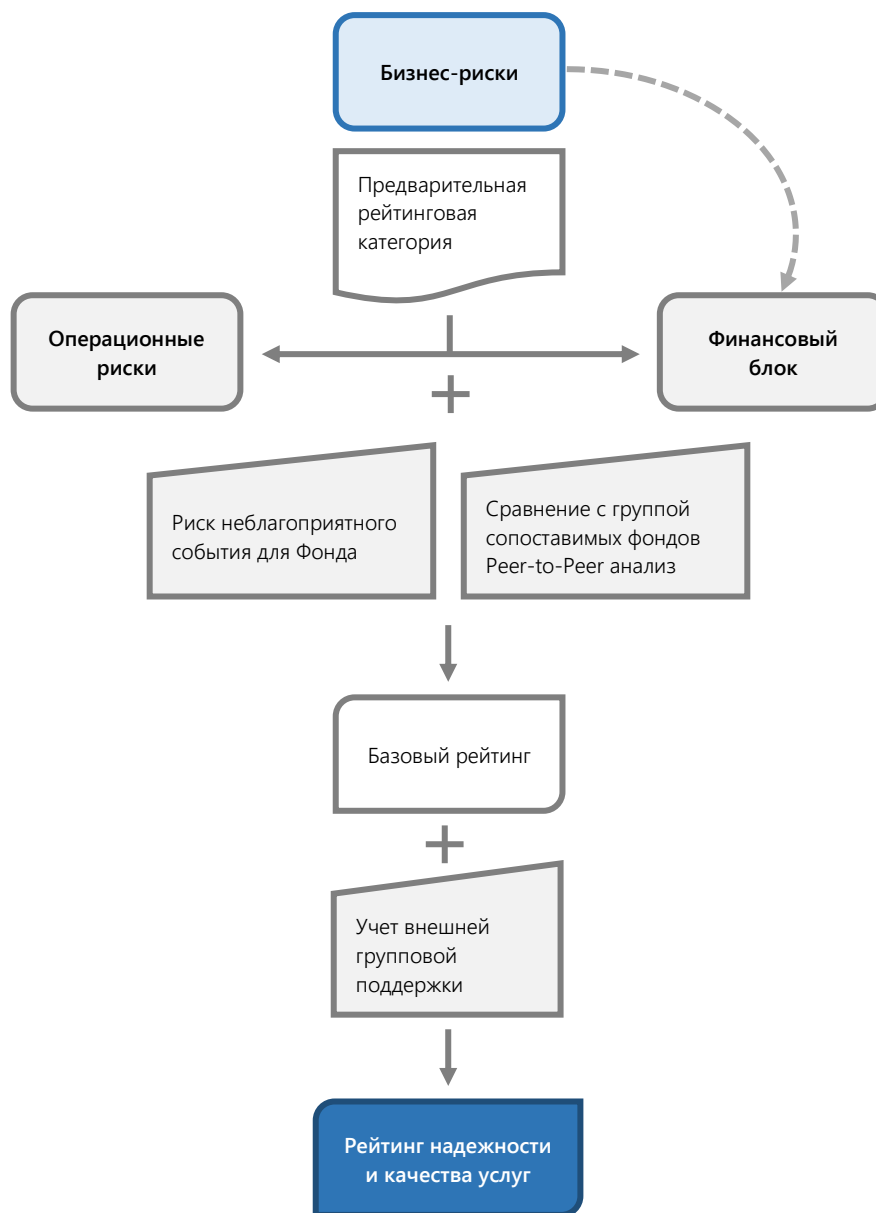 Бизнес-риски
Предварительная
рейтинговая
категория
Операционные
риски
Финансовый
блок
Риск неблагоприятного
события для Фонда
Сравнение с группой
сопоставимых фондов
Peer-to-Peer анализ
Базовый рейтинг
Учет внешней
групповой
поддержки
Рейтинг надежности
и качества услуг